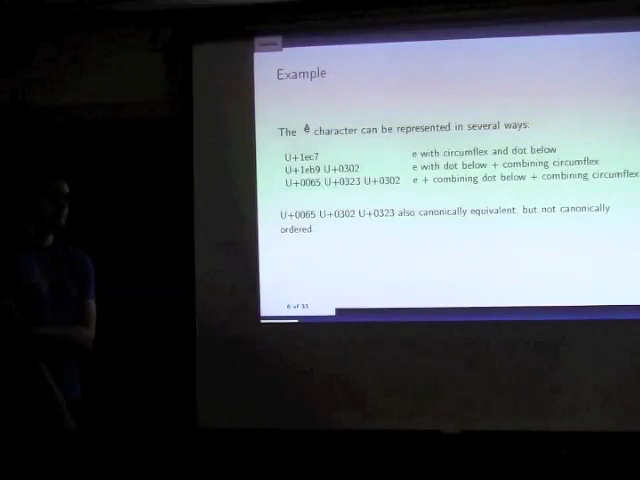 Example
The ệ character can be represented in several ways:
U+1ec7 e with circumflex and dot below
U+1eb9 U+0302 e with dot below + combining circumflex
U+0065 U+0323 U+0302 e + combining dot below + combining circumflex
U+0065 U+0302 U+0323 also canonically equivalent, but not canonically
ordered.
6 of 33